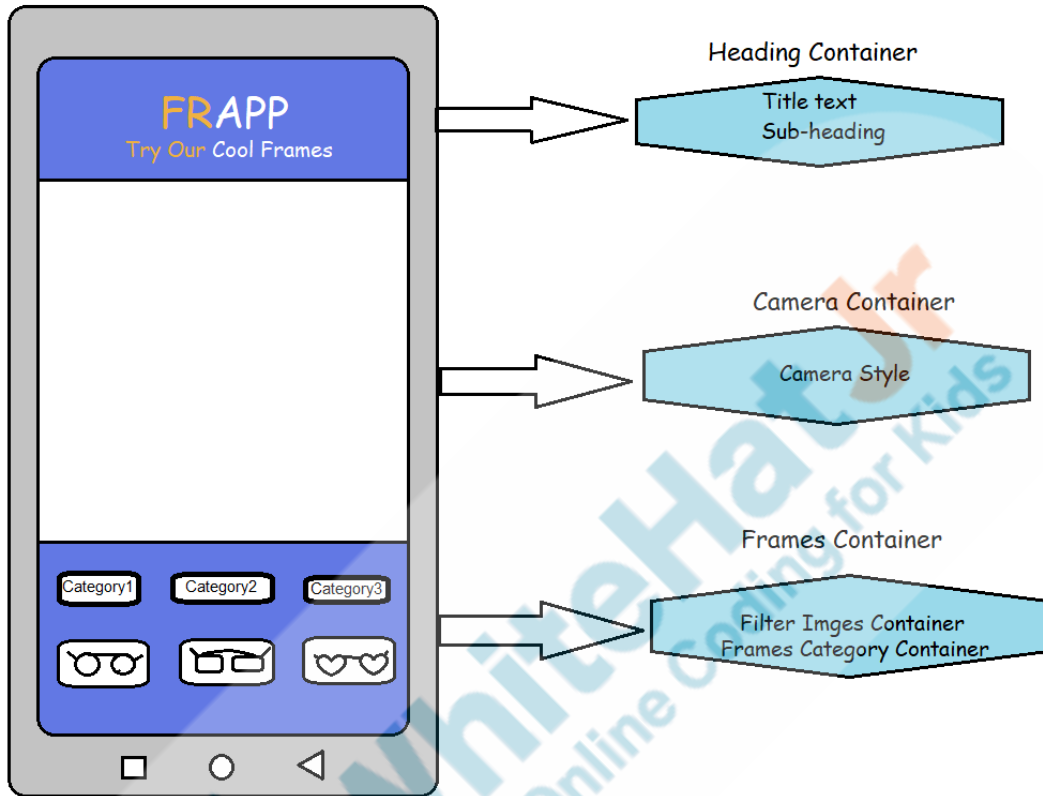 Heading Container
FRAPP
Try Our Cool Frames
Title text
Sub-heading
Camera Container
Camera Style
Frames Container
Category1
Category2
Category3
Filter Imges Container
Frames Category Container
WhiteHat Jr
Online Coding for Kids